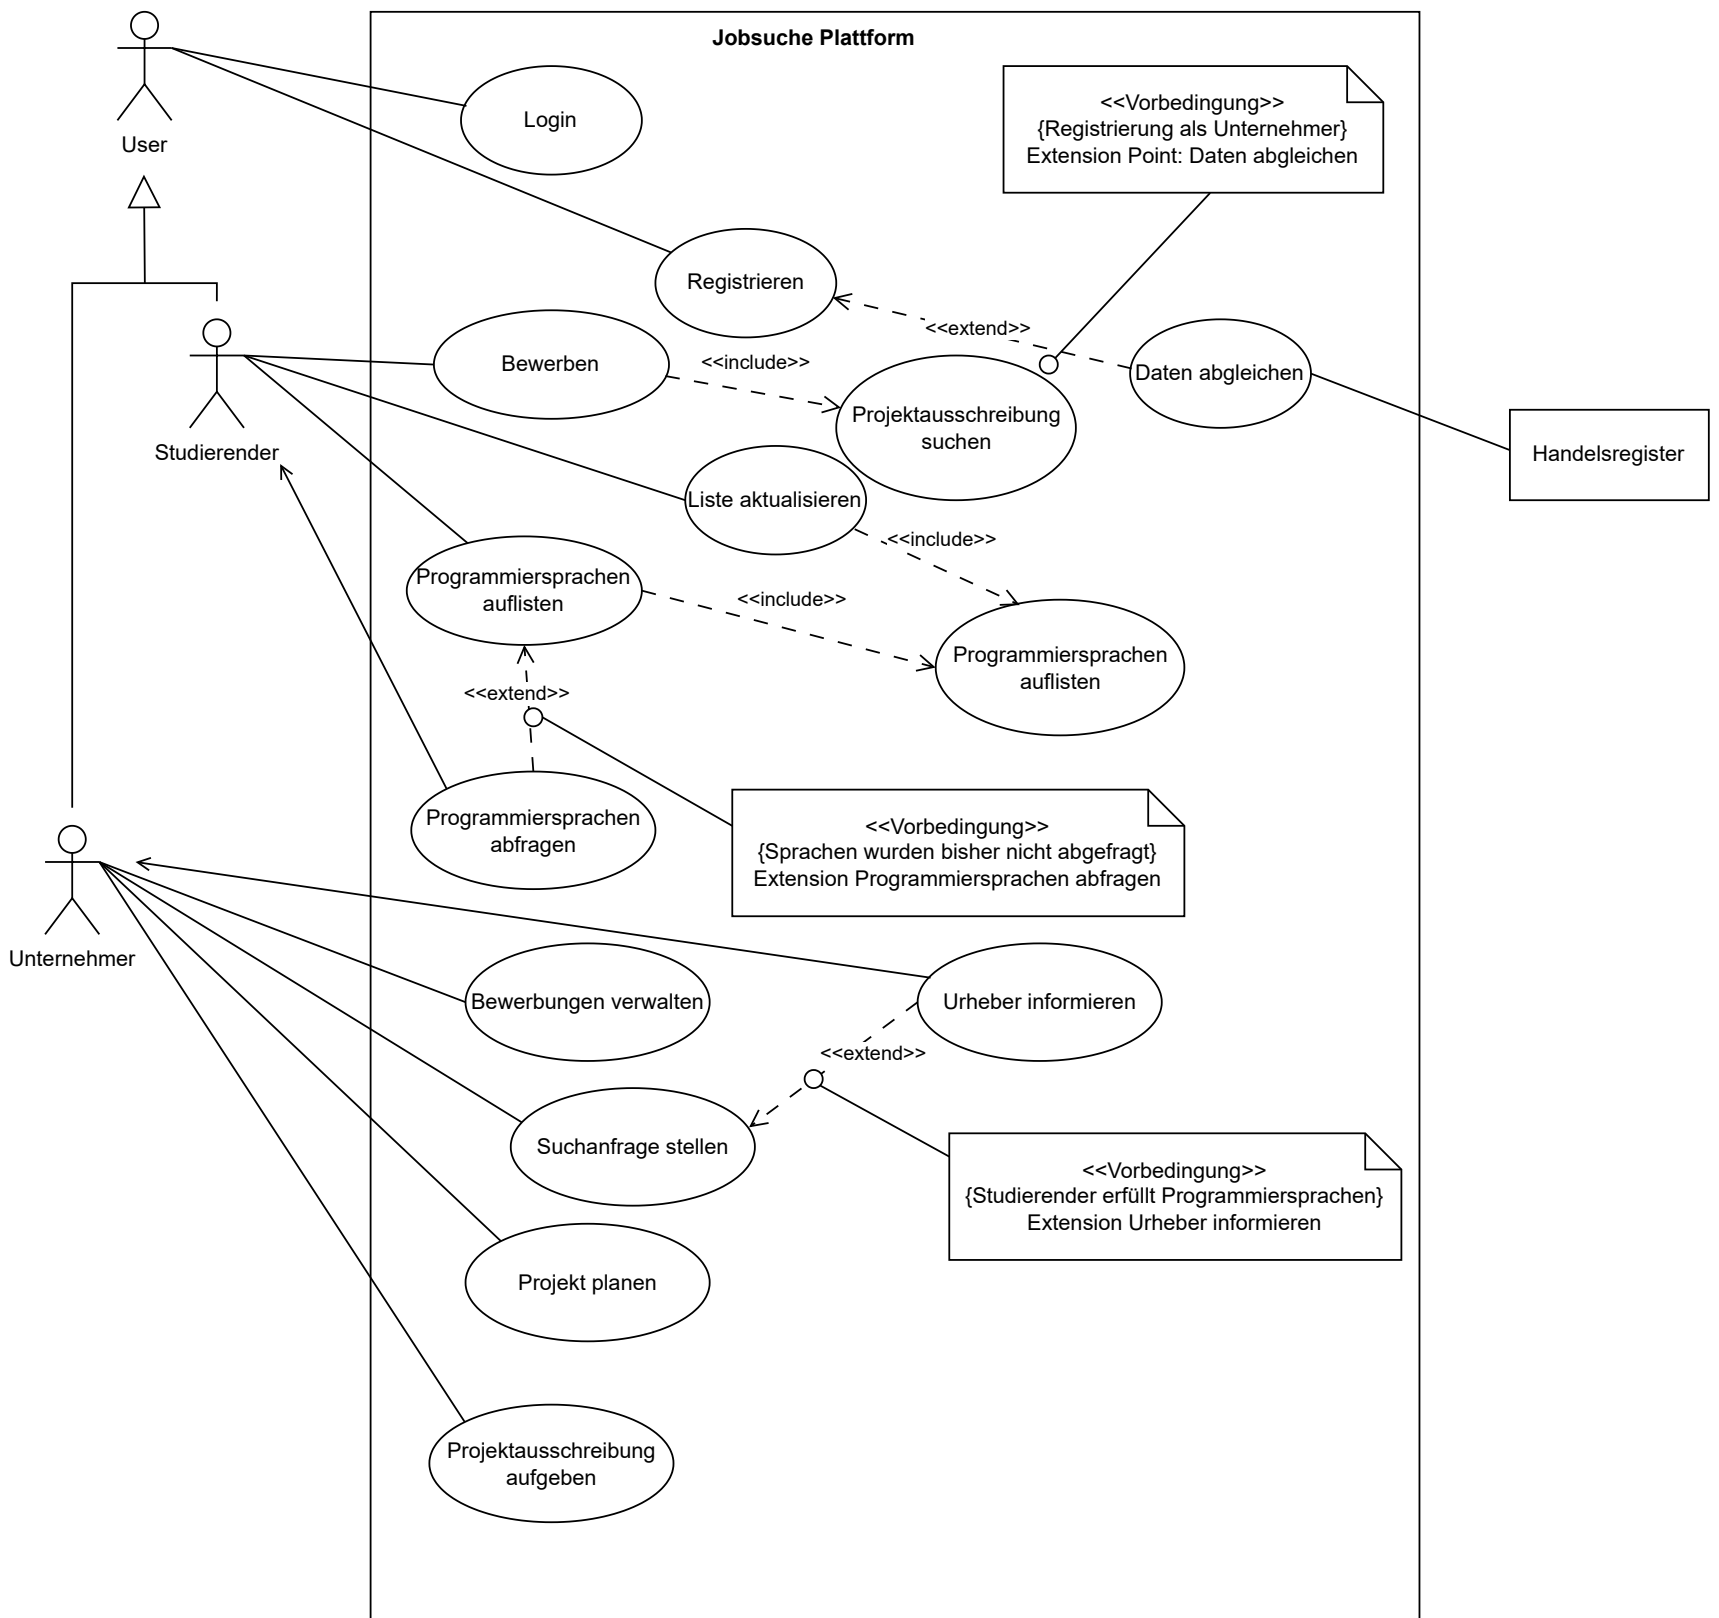 Jobsuche Plattform
User
Login
<<Vorbedingung>>
{Registrierung als Unternehmer}
Extension Point: Daten abgleichen
Registrieren
<<extend>>
Bewerben
<<include>>
Daten abgleichen
Projektausschreibung
suchen
Studierender
Handelsregister
Liste aktualisieren
<<include>>
Programmiersprachen
auflisten
<<include>>
Programmiersprachen
auflisten
<<extend>>
Programmiersprachen
abfragen
<<Vorbedingung>>
{Sprachen wurden bisher nicht abgefragt}
Extension Programmiersprachen abfragen
Unternehmer
Bewerbungen verwalten
Urheber informieren
<<extend>>
Suchanfrage stellen
<<Vorbedingung>>
{Studierender erfüllt Programmiersprachen}
Extension Urheber informieren
Projekt planen
Projektausschreibung
aufgeben